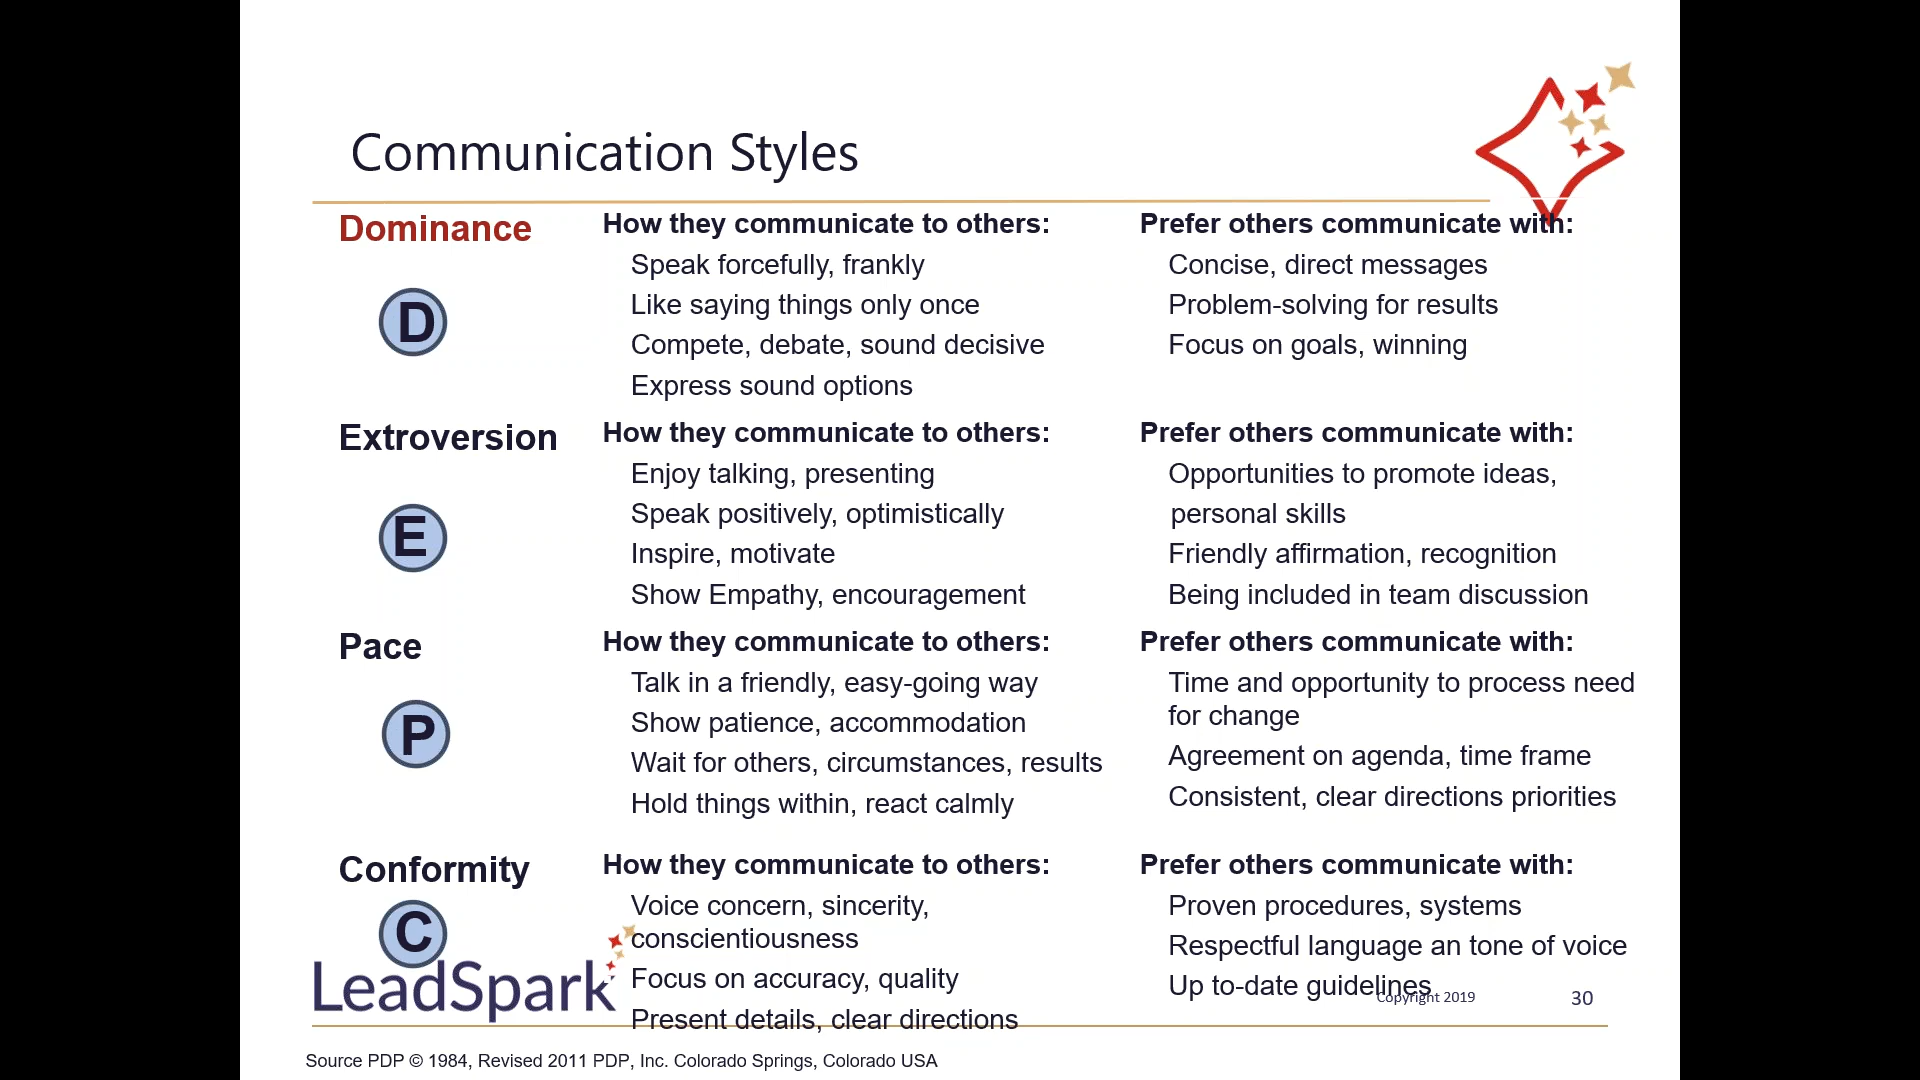 Communication Styles
Dominance
D
How they communicate to others:
Speak forcefully, frankly
Like saying things only once
Compete, debate, sound decisive
Express sound options
Prefer others communicate with:
Concise, direct messages
Problem-solving for results
Focus on goals, winning
Extroversion
E
How they communicate to others:
Enjoy talking, presenting
Speak positively, optimistically
Inspire, motivate
Show Empathy, encouragement
Prefer others communicate with:
Opportunities to promote ideas,
personal skills
Friendly affirmation, recognition
Being included in team discussion
Pace
P
How they communicate to others:
Talk in a friendly, easy-going way
Show patience, accommodation
Wait for others, circumstances, results
Hold things within, react calmly
Prefer others communicate with:
Time and opportunity to process need
for change
Agreement on agenda, time frame
Consistent, clear directions priorities
Conformity
C
How they communicate to others:
Voice concern, sincerity,
conscientiousness
Focus on accuracy, quality
Present details, clear directions
Prefer others communicate with:
Proven procedures, systems
Respectful language an tone of voice
Up to-date guidelines
LeadSpark
Copyright 2019
30
Source PDP © 1984, Revised 2011 PDP, Inc. Colorado Springs, Colorado USA